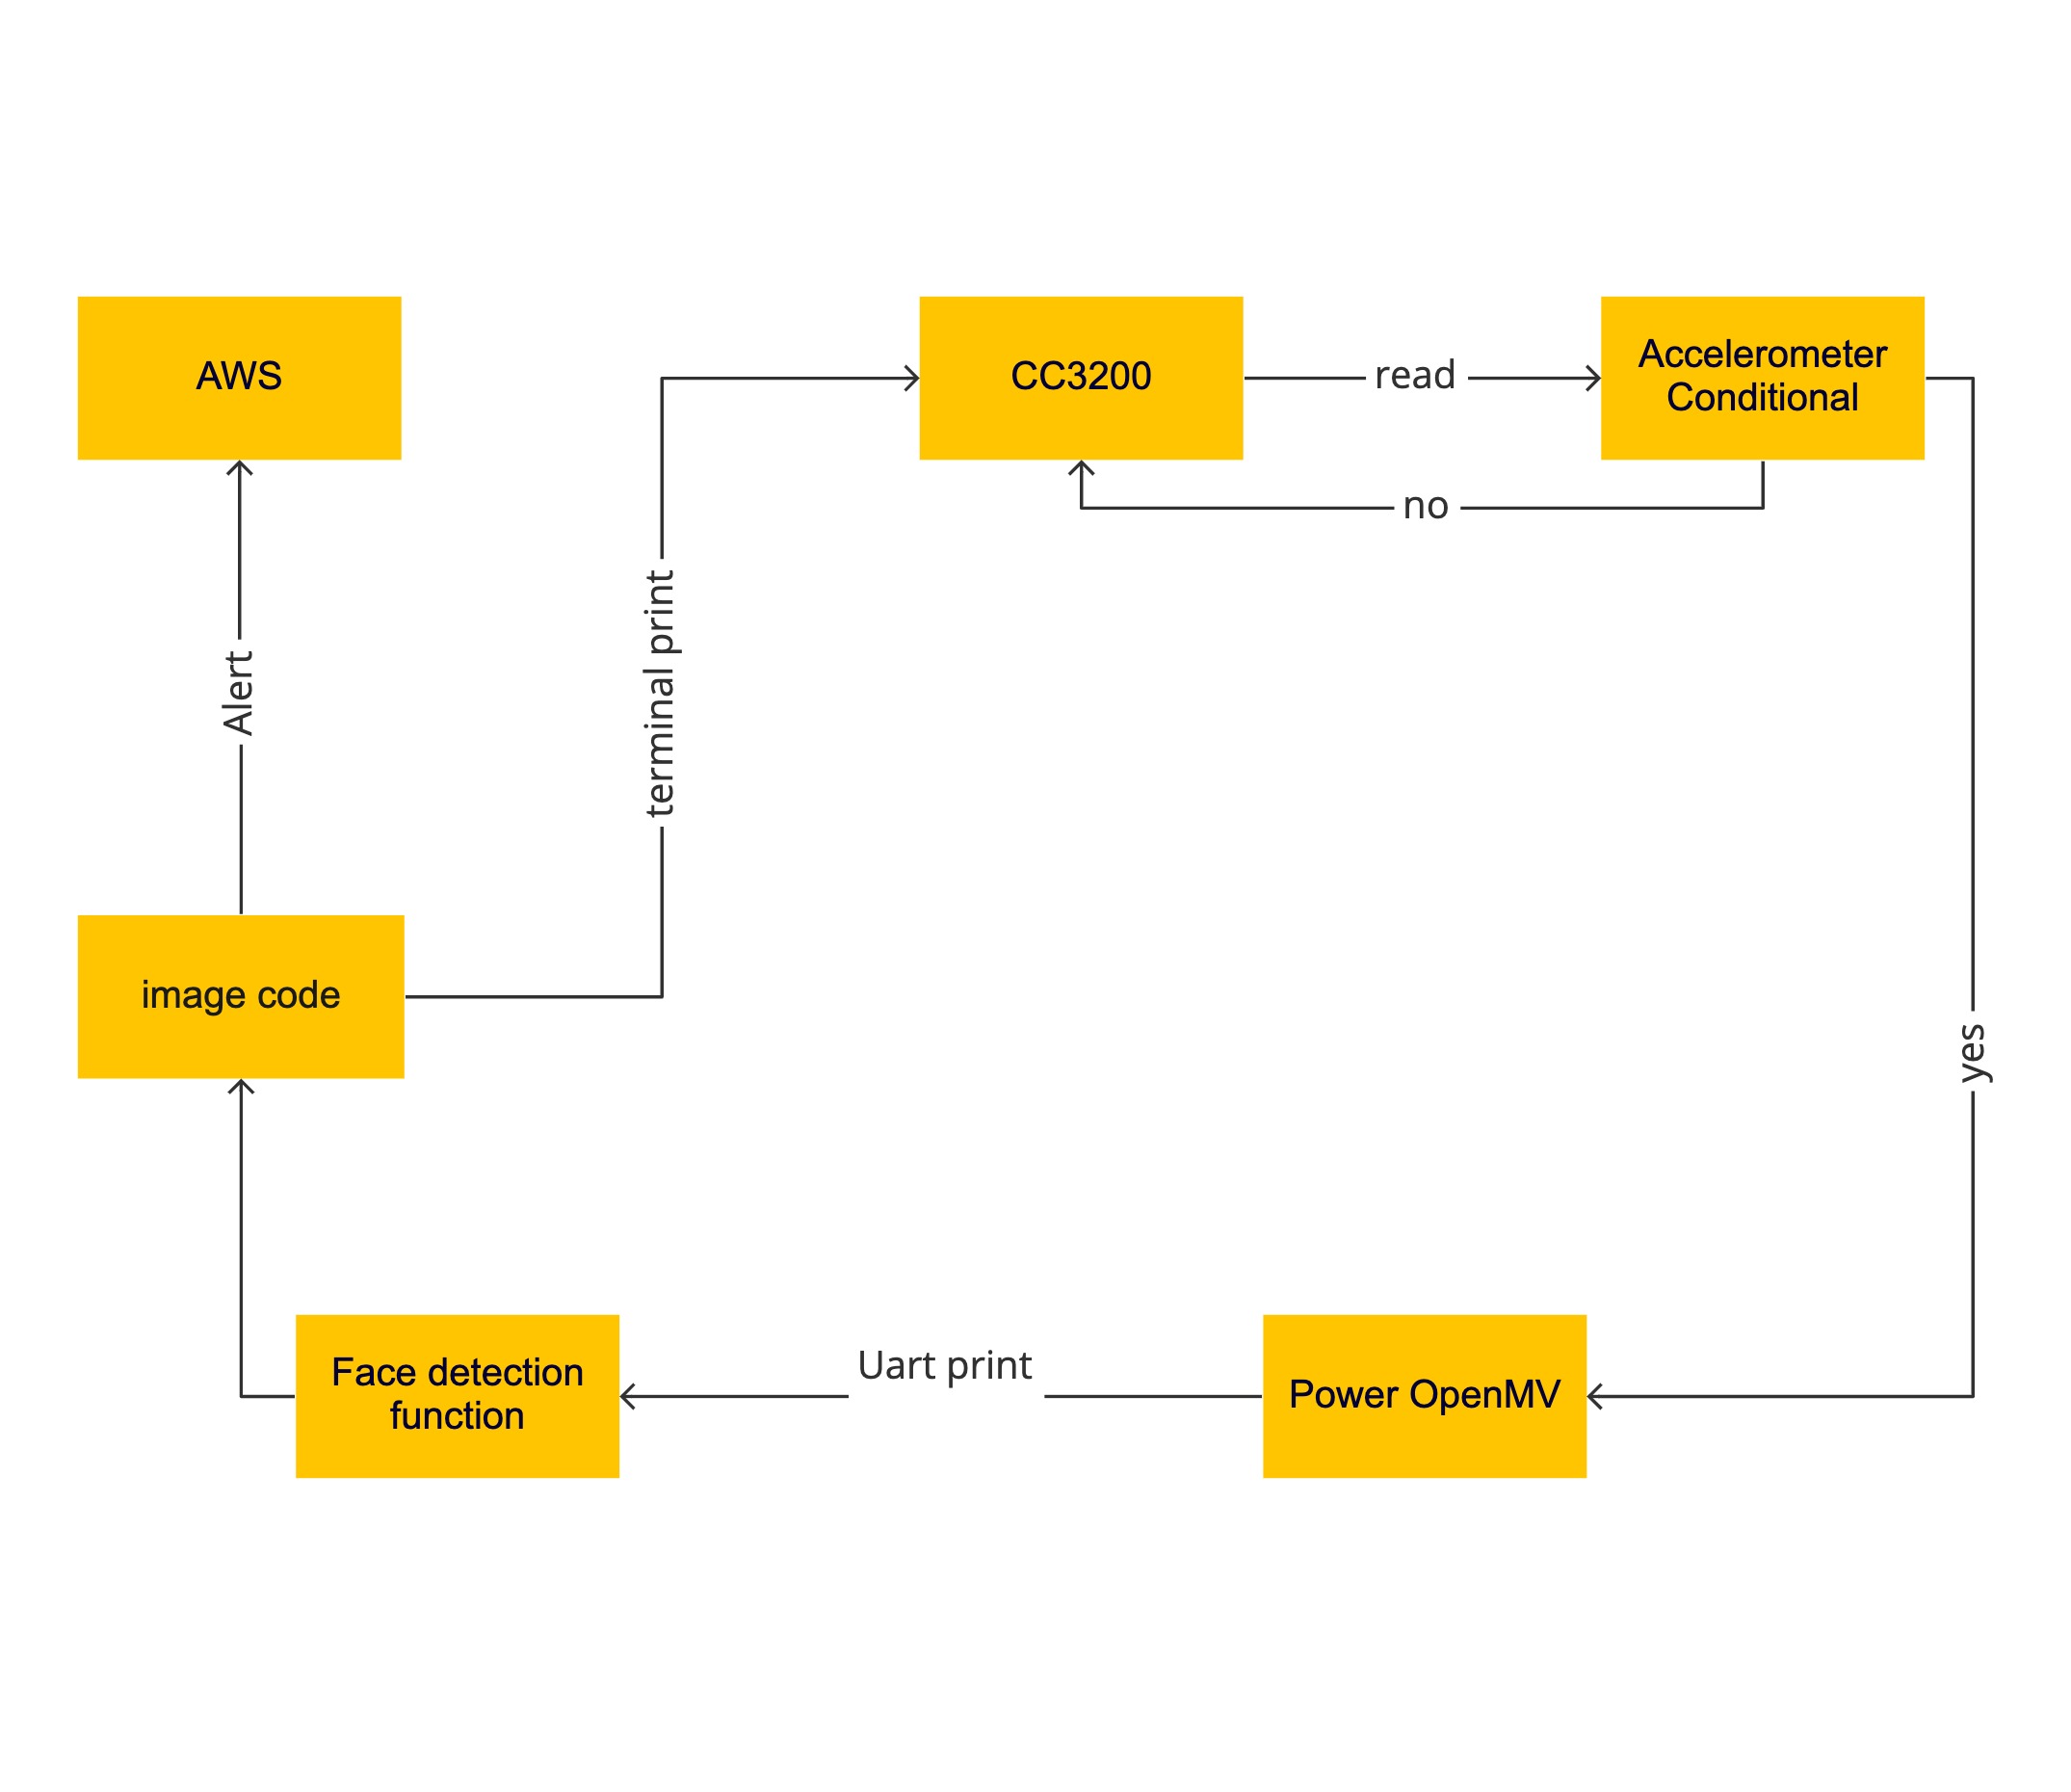 AWS
CC3200
read
Accelerometer
Conditional
no
Alert
terminal print
image code
yes
Face detection
function
Uart print
Power OpenMV